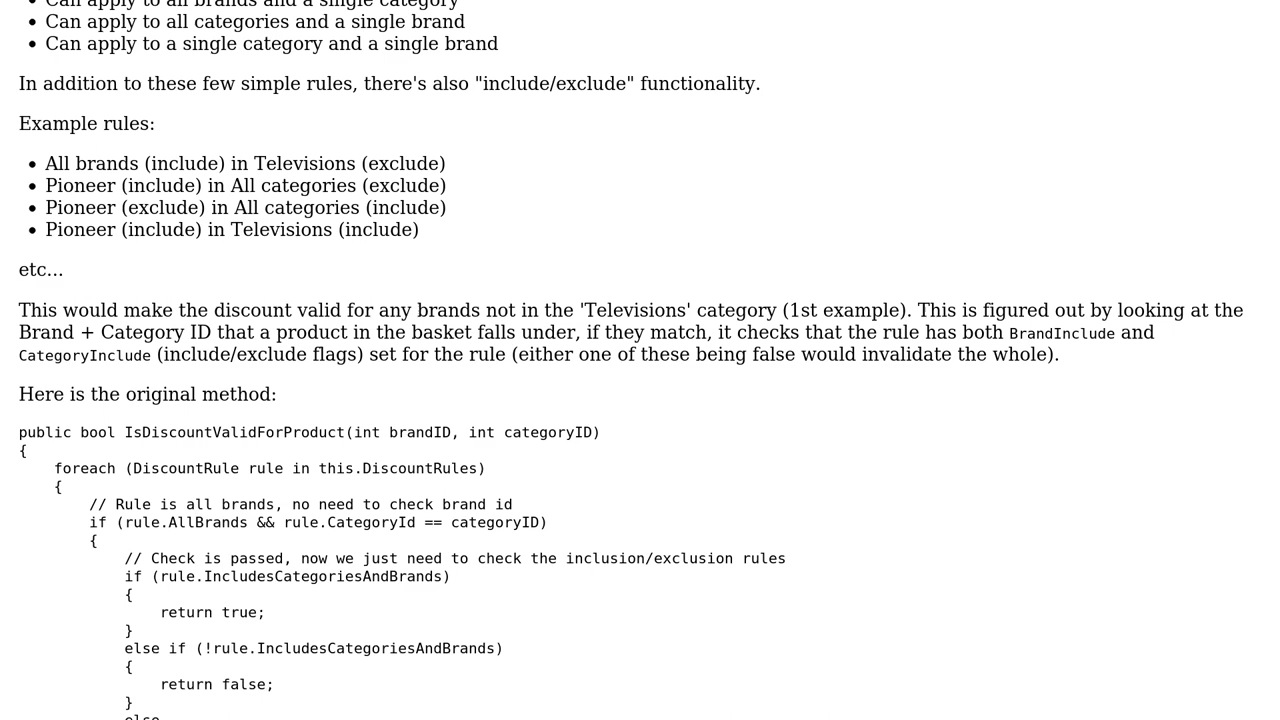 Can apply to all brands and a single category
• Can apply to all categories and a single brand
• Can apply to a single category and a single brand
In addition to these few simple rules, there's also "include/exclude" functionality.
Example rules:
• All brands (include) in Televisions (exclude)
• Pioneer (include) in All categories (exclude)
• Pioneer (exclude) in All categories (include)
• Pioneer (include) in Televisions (include)
etc...
This would make the discount valid for any brands not in the 'Televisions' category (1st example). This is figured out by looking at the
Brand + Category ID that a product in the basket falls under, if they match, it checks that the rule has both BrandInclude and
CategoryInclude (include/exclude flags) set for the rule (either one of these being false would invalidate the whole).
Here is the original method:
public bool IsDiscountValidForProduct(int brandID, int categoryID)
{
    foreach (DiscountRule rule in this.DiscountRules)
    {
        // Rule is all brands, no need to check brand id
        if (rule.AllBrands && rule.CategoryId == categoryID)
        {
            // Check is passed, now we just need to check the inclusion/exclusion rules
            if (rule.IncludesCategoriesAndBrands)
            {
                return true;
            }
            else if (!rule.IncludesCategoriesAndBrands)
            {
                return false;
            }
            else